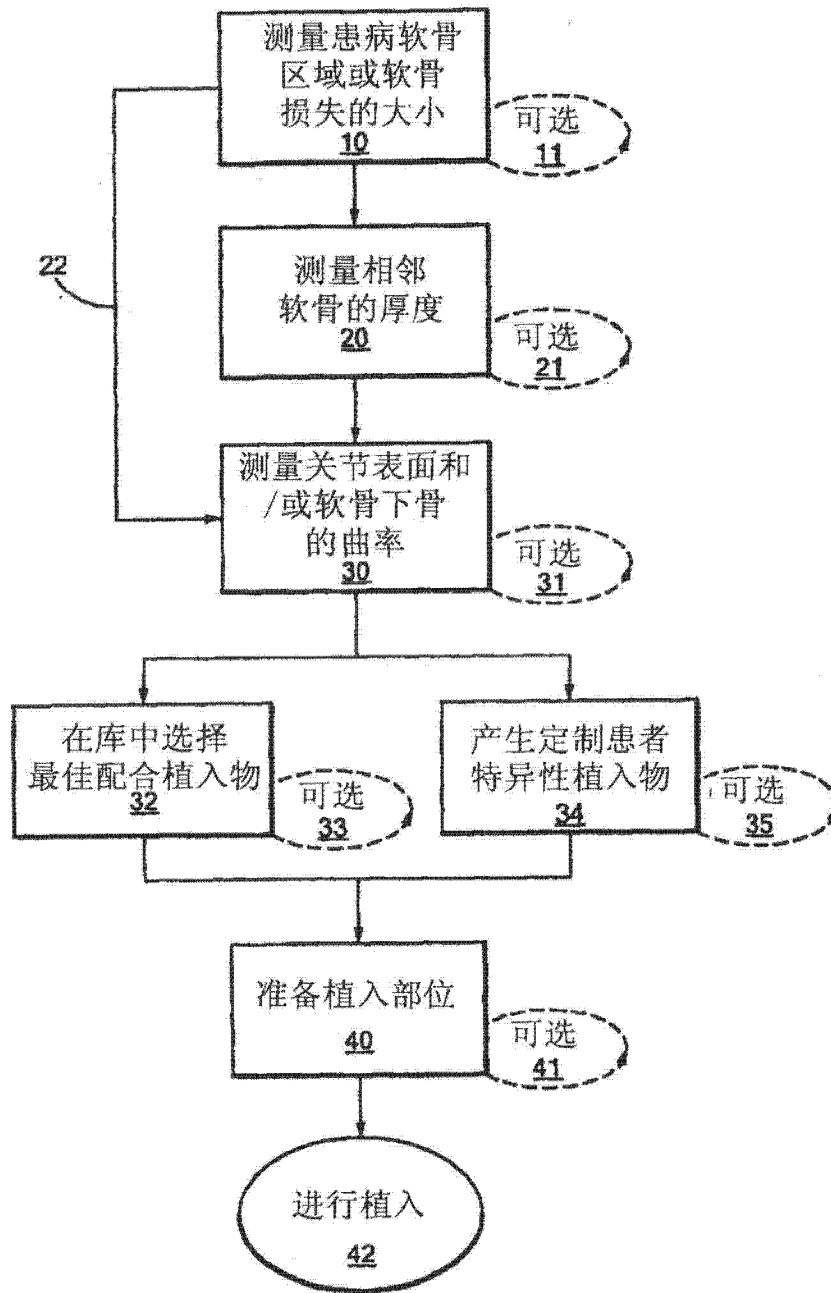 测量患病软骨
区域或软骨
损失的大小
10
可选
11
22
测量相邻
软骨的厚度
20
可选
21
测量关节表面和
/或软骨下骨
的曲率
30
可选
31
在库中选择
最佳配合植入物
32
可选
33
产生定制患者
特异性植入物
34
可选
35
准备植入部位
40
可选
41
进行植入
42